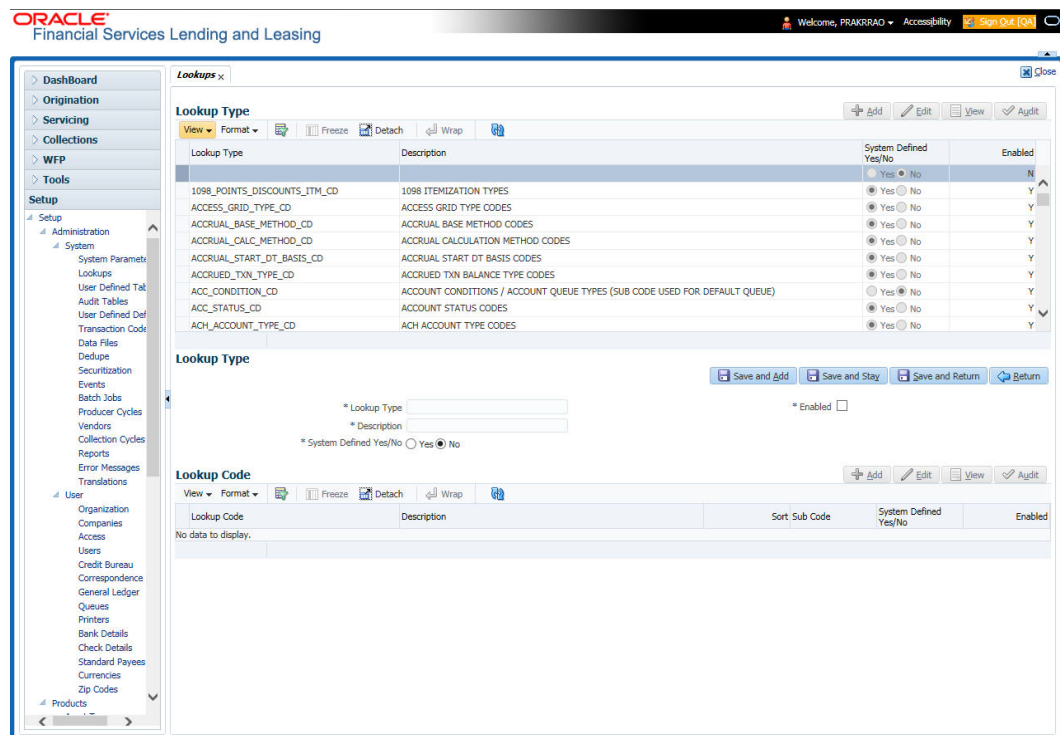 ORACLE
Financial Services Lending and Leasing
Welcome, PRAKRRAO Accessibility Sign Out [QA]
DashBoard
Origination
Servicing
Collections
WFP
Tools
Setup
Setup
Administration
System
System Paramete
Lookups
User Defined Tab
Audit Tables
User Defined Def
Transaction Code
Data Files
Dedupe
Securitization
Events
Batch Jobs
Producer Cycles
Vendors
Collection Cycles
Reports
Error Messages
Translations
User
Organization
Companies
Access
Users
Credit Bureau
Correspondence
General Ledger
Queues
Printers
Bank Details
Check Details
Standard Payees
Currencies
Zip Codes
Products
Lookups x
Close
Lookup Type
Add Edit View Audit
View Format Freeze Detach Wrap
Lookup Type Description System Defined Yes/No Enabled
Yes No N
1098_POINTS_DISCOUNTS_ITM_CD 1098 ITEMIZATION TYPES Yes No Y
ACCESS_GRID_TYPE_CD ACCESS GRID TYPE CODES Yes No Y
ACCRUAL_BASE_METHOD_CD ACCRUAL BASE METHOD CODES Yes No Y
ACCRUAL_CALC_METHOD_CD ACCRUAL CALCULATION METHOD CODES Yes No Y
ACCRUAL_START_DT_BASIS_CD ACCRUAL START DT BASIS CODES Yes No Y
ACCRUED_TXN_TYPE_CD ACCRUED TXN BALANCE TYPE CODES Yes No Y
ACC_CONDITION_CD ACCOUNT CONDITIONS / ACCOUNT QUEUE TYPES (SUB CODE USED FOR DEFAULT QUEUE) Yes No Y
ACC_STATUS_CD ACCOUNT STATUS CODES Yes No Y
ACH_ACCOUNT_TYPE_CD ACH ACCOUNT TYPE CODES Yes No Y
Lookup Type
Save and Add Save and Stay Save and Return Return
* Lookup Type * Enabled
* Description
* System Defined Yes/No Yes No
Lookup Code
Add Edit View Audit
View Format Freeze Detach Wrap
Lookup Code Description Sort Sub Code System Defined Yes/No Enabled
No data to display.